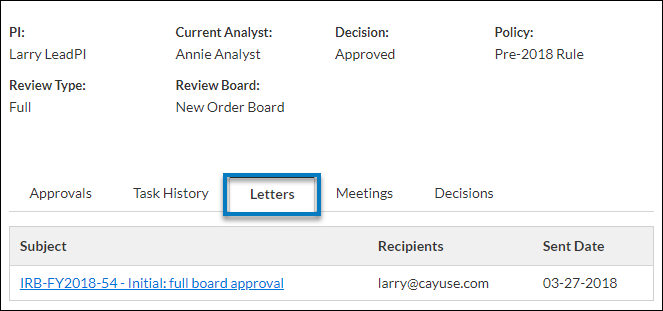 PI: Current Analyst: Decision: Policy:
Larry LeadPI Annie Analyst Approved Pre-2018 Rule
Review Type: Review Board:
Full New Order Board
Approvals Task History Letters Meetings Decisions
Subject Recipients Sent Date
IRB-FY2018-54 - Initial: full board approval larry@cayuse.com 03-27-2018